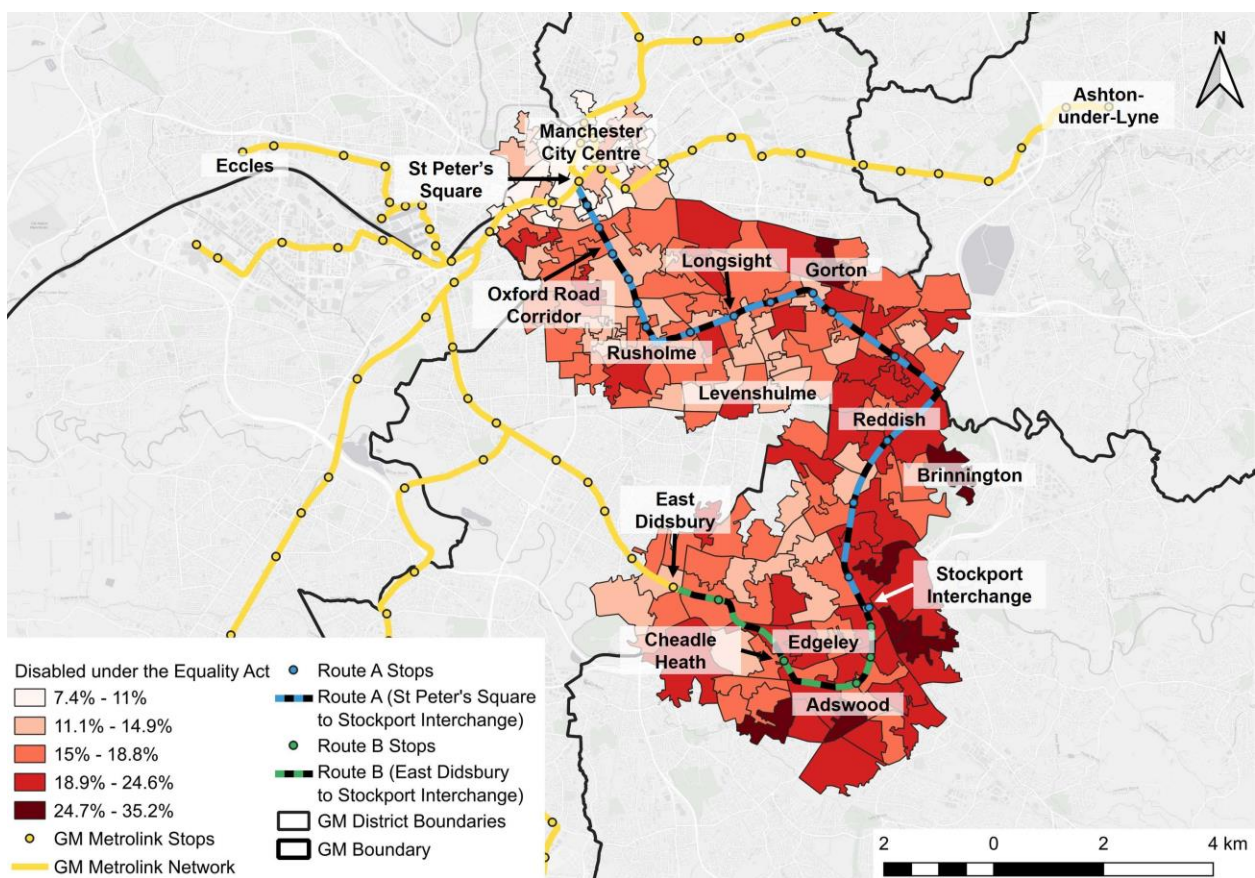 N
Ashton-
under-Lyne
Manchester
City Centre
Eccles
St Peter's
Square
Longsight
Gorton
Oxford Road
Corridor
Rusholme
Levenshulme
Reddish
Brinnington
East
Didsbury
Stockport
Interchange
Cheadle
Heath
Edgeley
Adswood
Disabled under the Equality Act
7.4% - 11%
11.1% - 14.9%
15% - 18.8%
18.9% - 24.6%
24.7% - 35.2%
GM Metrolink Stops
GM Metrolink Network
Route A Stops
Route A (St Peter's Square
to Stockport Interchange)
Route B Stops
Route B (East Didsbury
to Stockport Interchange)
GM District Boundaries
GM Boundary
2 0 2 4 km